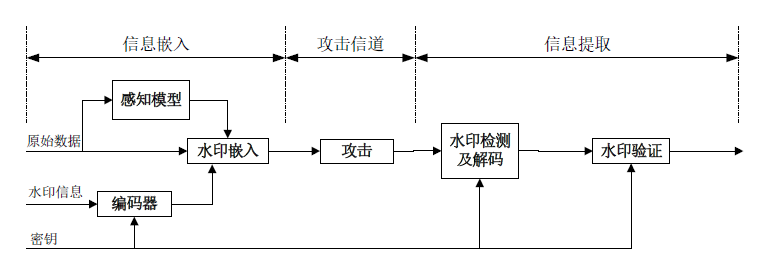 信息嵌入
攻击信道
信息提取
感知模型
原始数据
水印嵌入
攻击
水印检测
及解码
水印验证
水印信息
编码器
密钥